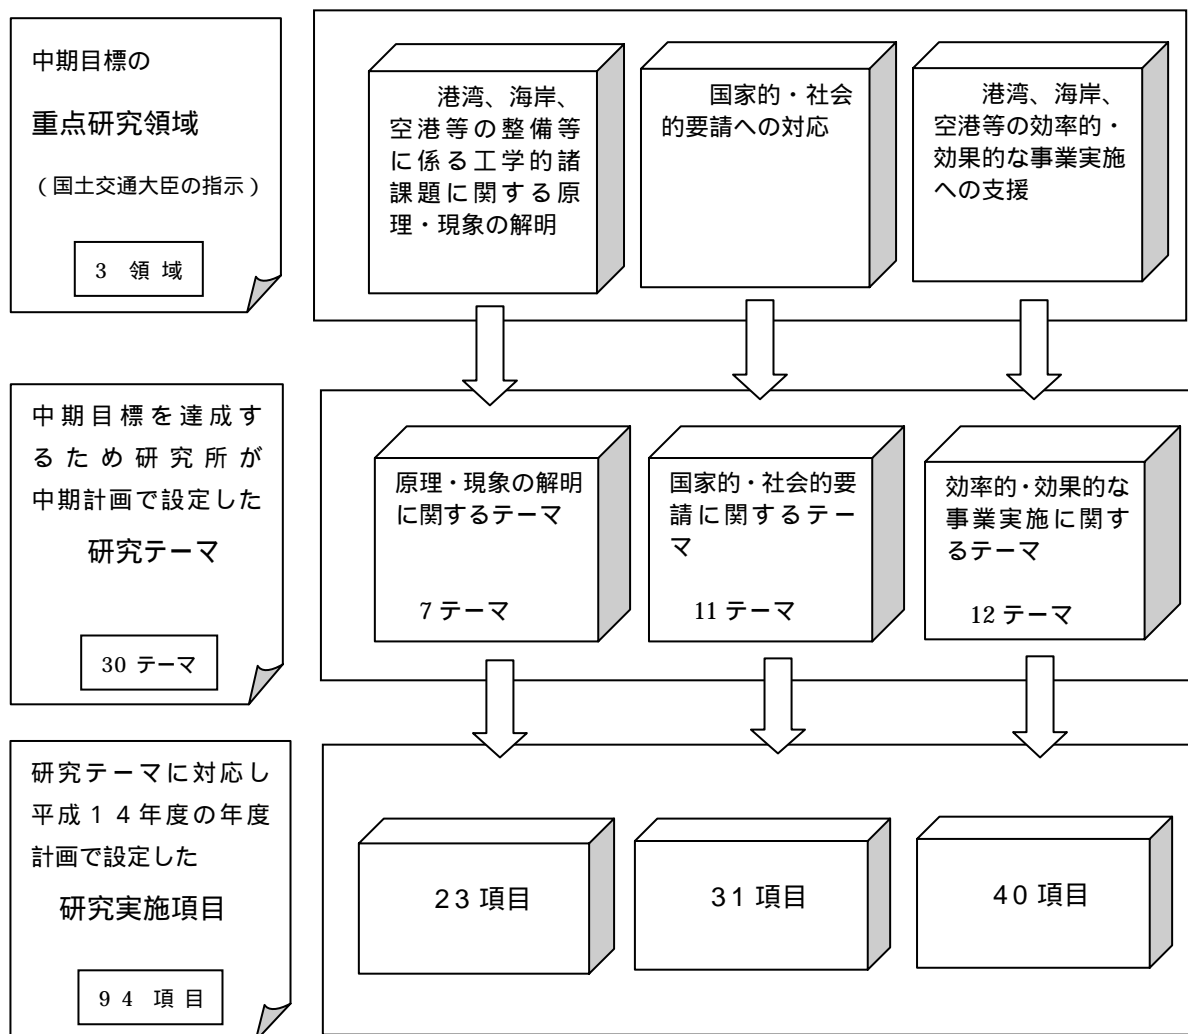 中期目標の
重点研究領域
（国土交通大臣の指示）
3 領域
港湾、海岸、
空港等の整備等
に係る工学的諸
課題に関する原
理・現象の解明
国家的・社会
的要請への対応
港湾、海岸、
空港等の効率的・
効果的な事業実施
への支援
中期目標を達成す
るため研究所が
中期計画で設定した
研究テーマ
30 テーマ
原理・現象の解明
に関するテーマ
7 テーマ
国家的・社会的要
請に関するテー
マ
11 テーマ
効率的・効果的な
事業実施に関す
るテーマ
12 テーマ
研究テーマに対応し
平成１４年度の年度
計画で設定した
研究実施項目
９４ 項目
２３ 項目
３１ 項目
４０ 項目